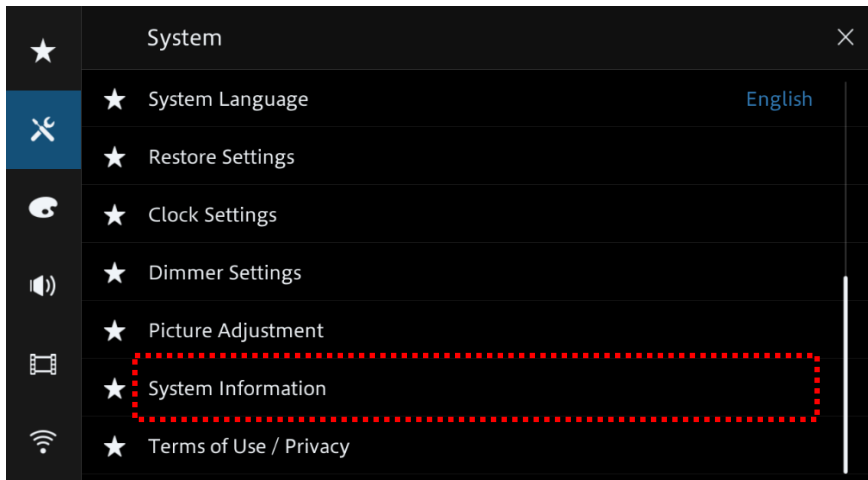 System
System Language English
Restore Settings
Clock Settings
Dimmer Settings
Picture Adjustment
System Information
Terms of Use / Privacy